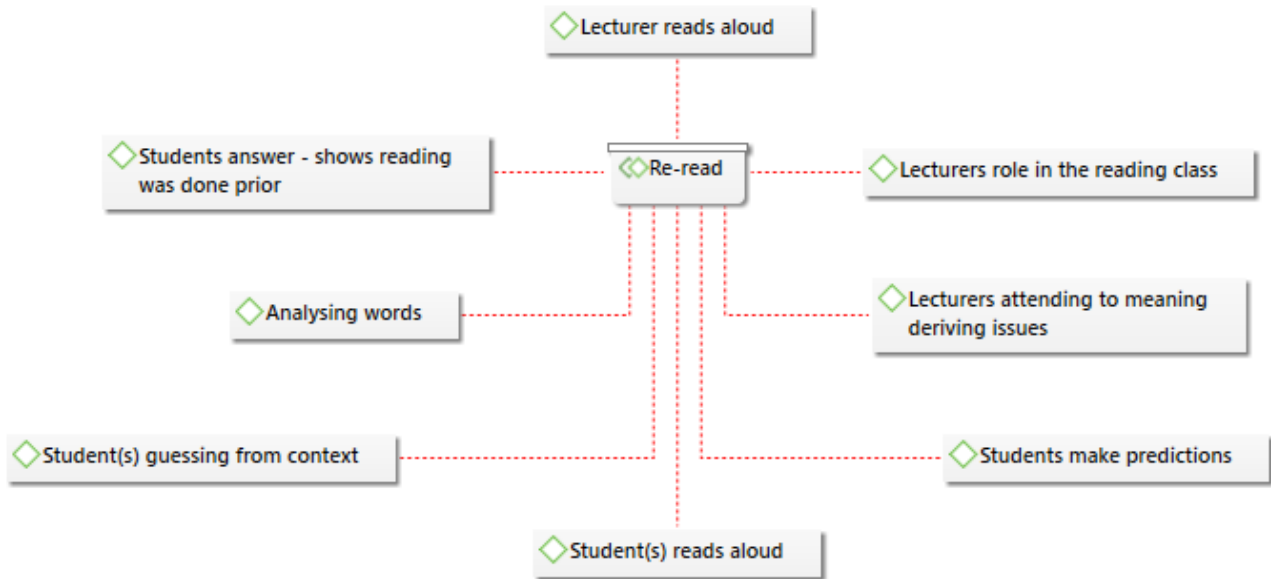 Lecturer reads aloud
Students answer - shows reading
was done prior
Re-read
Lecturers role in the reading class
Analysing words
Lecturers attending to meaning
deriving issues
Student(s) guessing from context
Students make predictions
Student(s) reads aloud